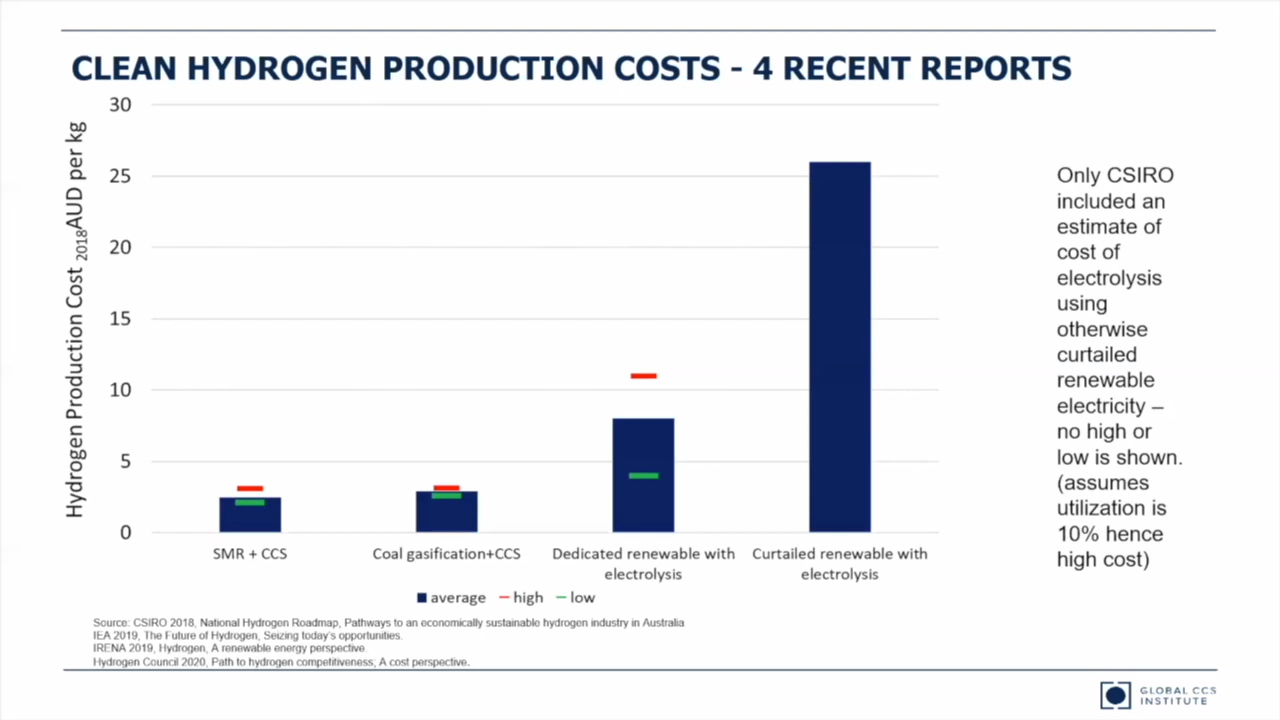 CLEAN HYDROGEN PRODUCTION COSTS - 4 RECENT REPORTS
Hydrogen Production Cost 2018AUD per kg
30
25
20
15
10
5
0
SMR + CCS
Coal gasification+CCS
Dedicated renewable with
electrolysis
Curtailed renewable with
electrolysis
average high low
Only CSIRO
included an
estimate of
cost of
electrolysis
using
otherwise
curtailed
renewable
electricity –
no high or
low is shown.
(assumes
utilization is
10% hence
high cost)
Source: CSIRO 2018, National Hydrogen Roadmap, Pathways to an economically sustainable hydrogen industry in Australia
IEA 2019, The Future of Hydrogen, Seizing today's opportunities.
IRENA 2019, Hydrogen, A renewable energy perspective.
Hydrogen Council 2020, Path to hydrogen competitiveness; A cost perspective.
GLOBAL CCS
INSTITUTE